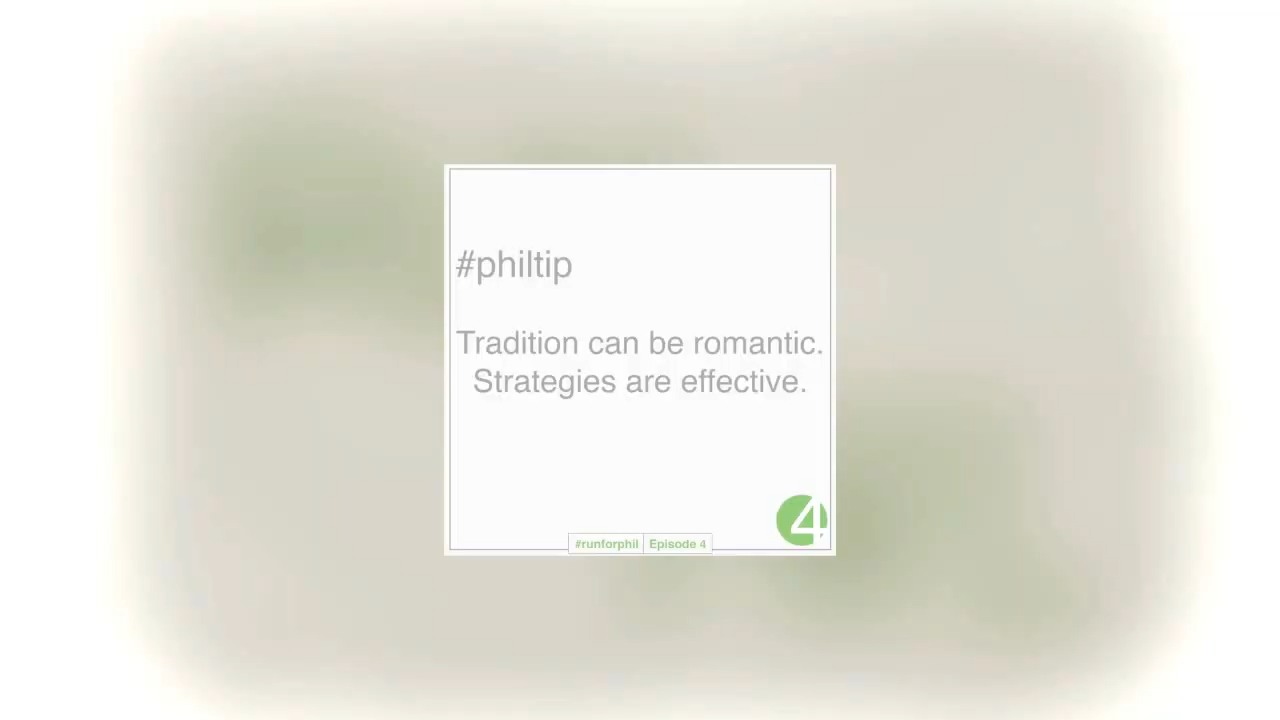 #philtip
Tradition can be romantic.
Strategies are effective.
4
#runforphil Episode 4